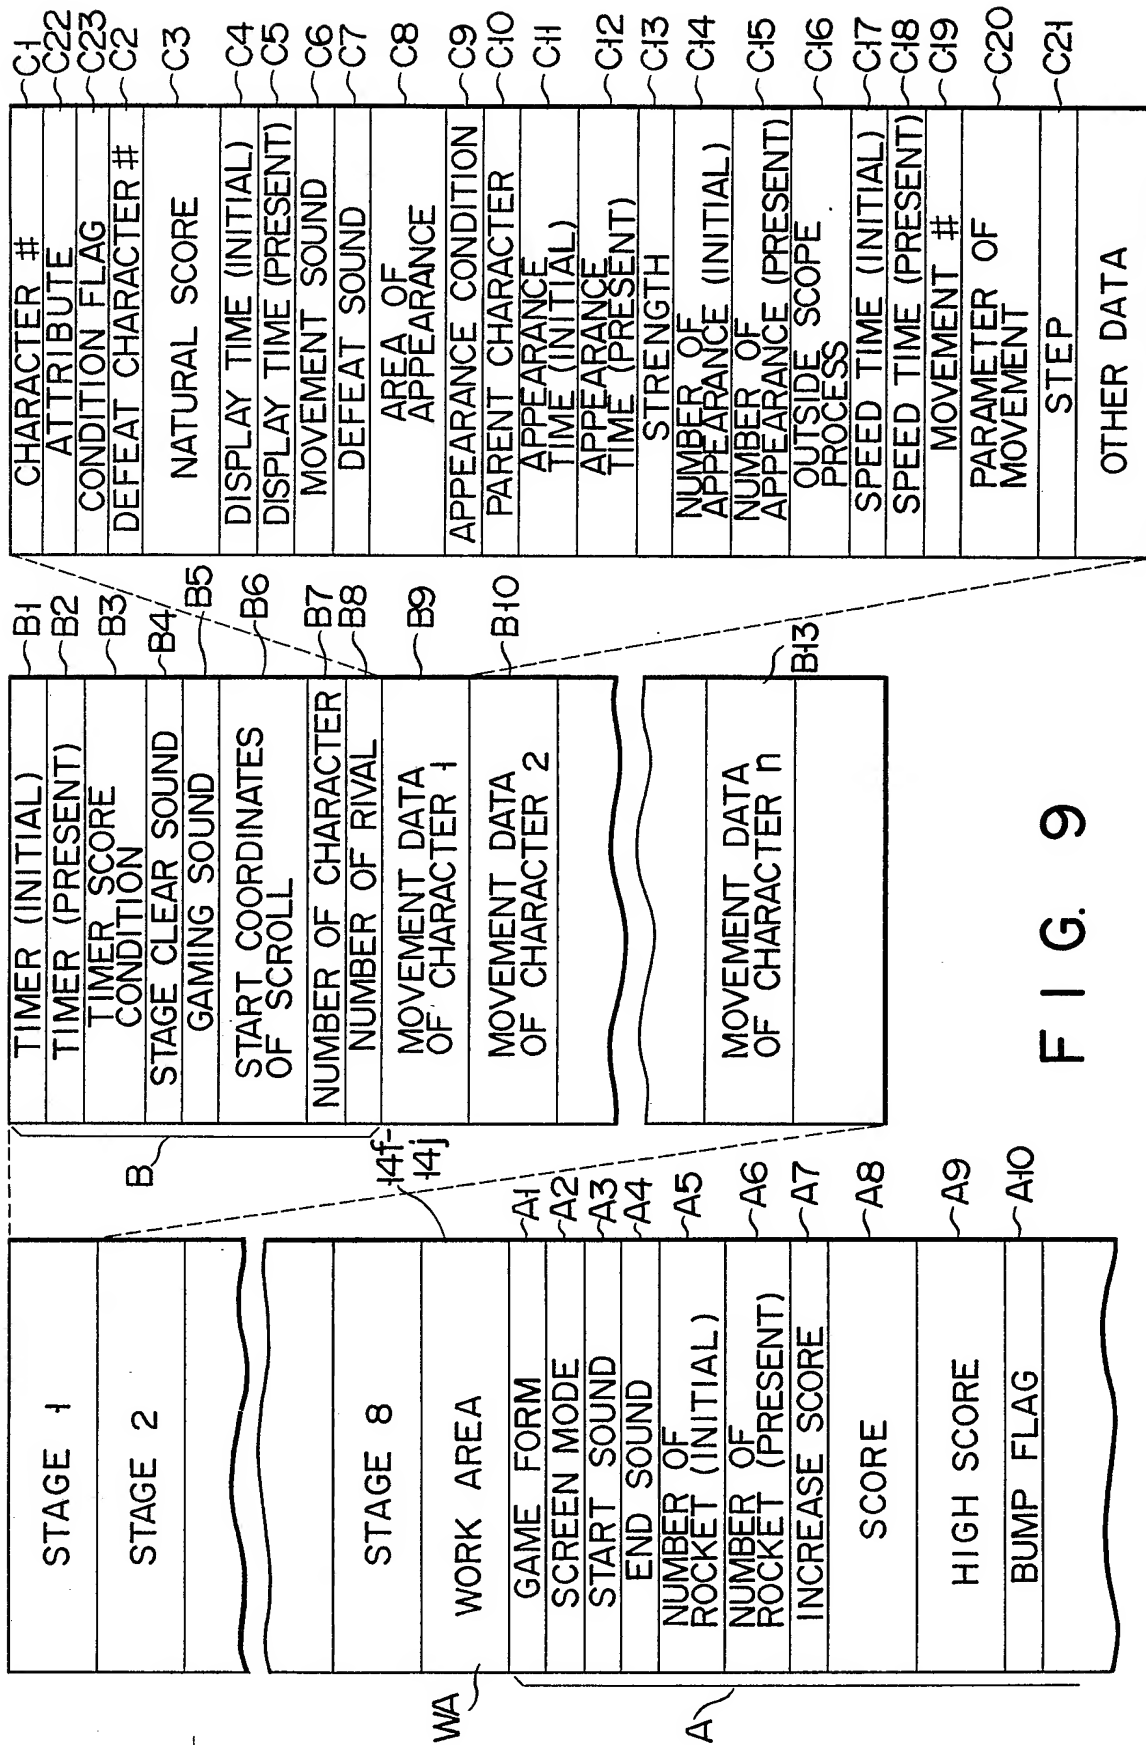 STAGE 1
STAGE 2
STAGE 8
WORK AREA
GAME FORM
SCREEN MODE
START SOUND
END SOUND
NUMBER OF
ROCKET (INITIAL)
NUMBER OF
ROCKET (PRESENT)
INCREASE SCORE
SCORE
HIGH SCORE
BUMP FLAG
WA
A
14f-
14j
A1
A2
A3
A4
A5
A6
A7
A8
A9
A10
TIMER (INITIAL)
TIMER (PRESENT)
TIMER SCORE
CONDITION
STAGE CLEAR SOUND
GAMING SOUND
START COORDINATES
OF SCROLL
NUMBER OF CHARACTER
NUMBER OF RIVAL
MOVEMENT DATA
OF CHARACTER 1
MOVEMENT DATA
OF CHARACTER 2
MOVEMENT DATA
OF CHARACTER n
B
B1
B2
B3
B4
B5
B6
B7
B8
B9
B10
B13
CHARACTER #
ATTRIBUTE
CONDITION FLAG
DEFEAT CHARACTER #
NATURAL SCORE
DISPLAY TIME (INITIAL)
DISPLAY TIME (PRESENT)
MOVEMENT SOUND
DEFEAT SOUND
AREA OF
APPEARANCE
APPEARANCE CONDITION
PARENT CHARACTER
APPEARANCE
TIME (INITIAL)
APPEARANCE
TIME (PRESENT)
STRENGTH
NUMBER OF
APPEARANCE (INITIAL)
NUMBER OF
APPEARANCE (PRESENT)
OUTSIDE SCOPE
PROCESS
SPEED TIME (INITIAL)
SPEED TIME (PRESENT)
MOVEMENT #
PARAMETER OF
MOVEMENT
STEP
OTHER DATA
C1
C22
C23
C2
C3
C4
C5
C6
C7
C8
C9
C10
C11
C12
C13
C14
C15
C16
C17
C18
C19
C20
C21
FIG. 9